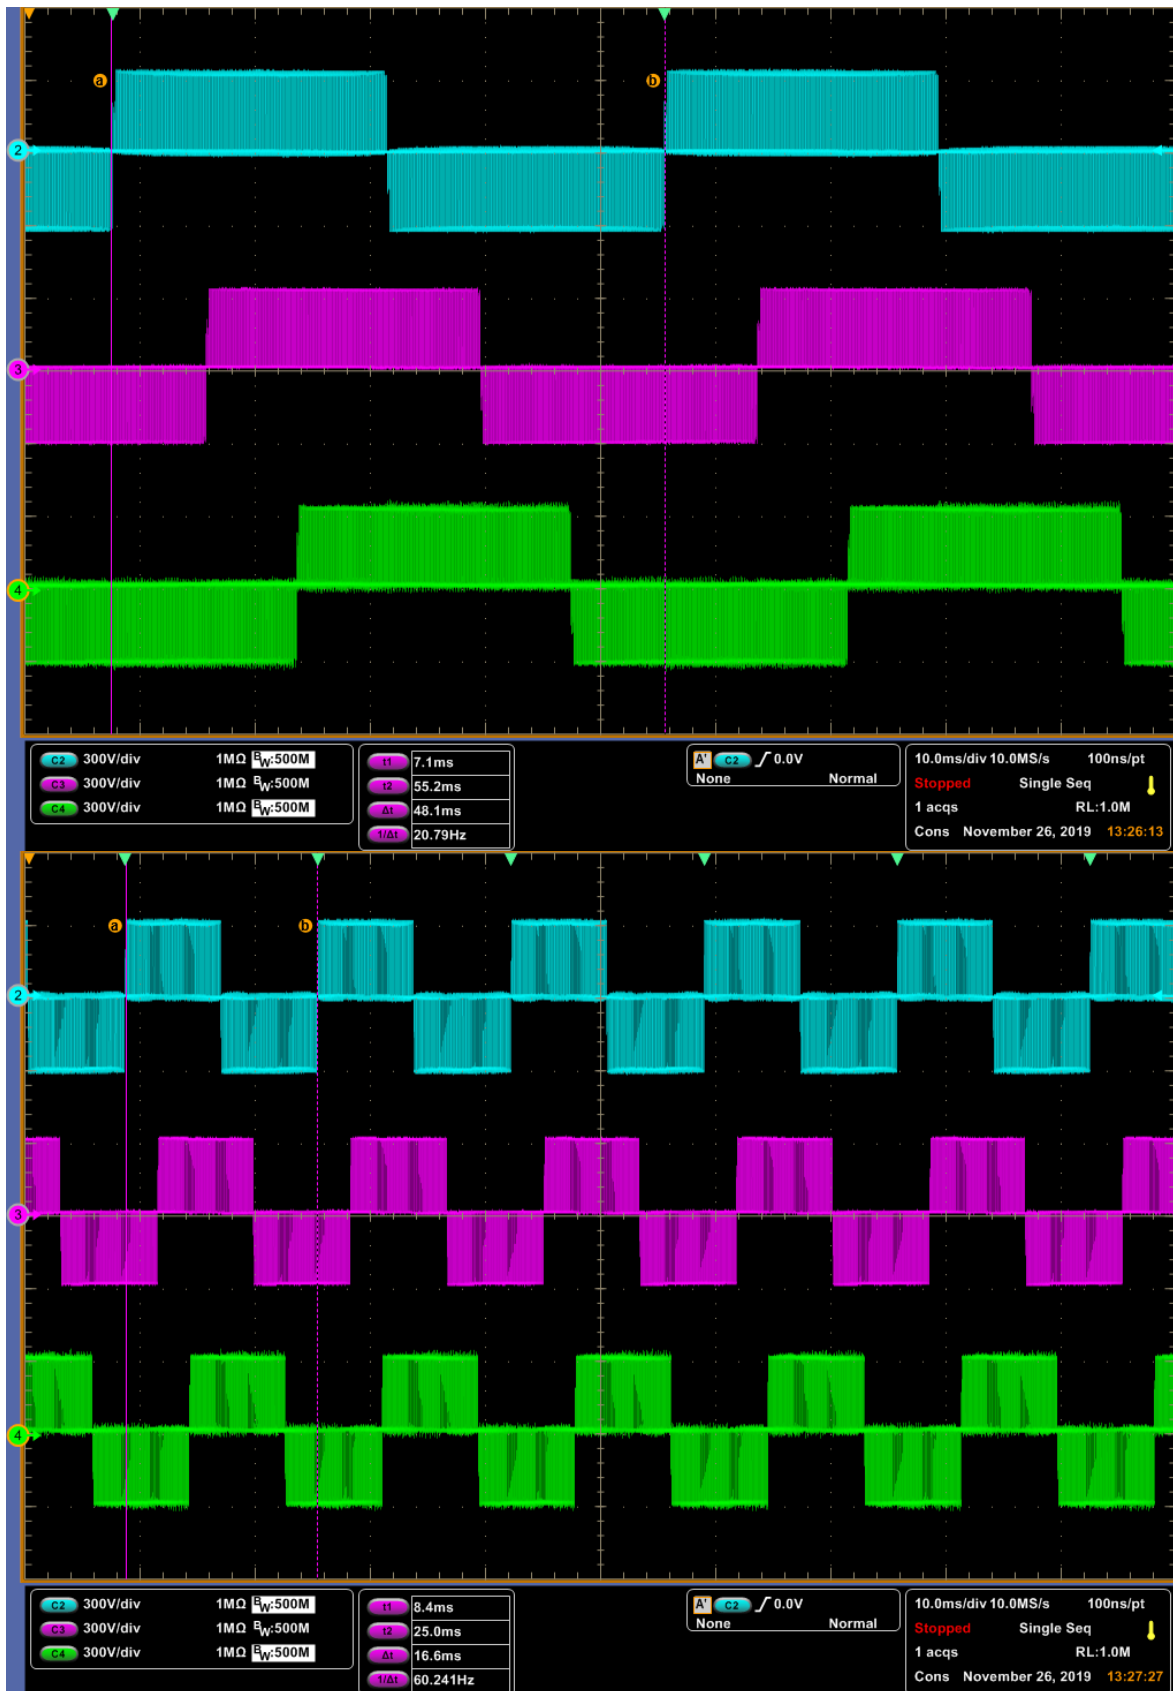 a
b
2
3
4
C2 300V/div 1MΩ BW:500M
C3 300V/div 1MΩ BW:500M
C4 300V/div 1MΩ BW:500M
t1 7.1ms
t2 55.2ms
Δt 48.1ms
1/Δt 20.79Hz
A' C2 0.0V
None Normal
10.0ms/div 10.0MS/s 100ns/pt
Stopped Single Seq
1 acqs RL:1.0M
Cons November 26, 2019 13:26:13
a
b
2
3
4
C2 300V/div 1MΩ BW:500M
C3 300V/div 1MΩ BW:500M
C4 300V/div 1MΩ BW:500M
t1 8.4ms
t2 25.0ms
Δt 16.6ms
1/Δt 60.241Hz
A' C2 0.0V
None Normal
10.0ms/div 10.0MS/s 100ns/pt
Stopped Single Seq
1 acqs RL:1.0M
Cons November 26, 2019 13:27:27